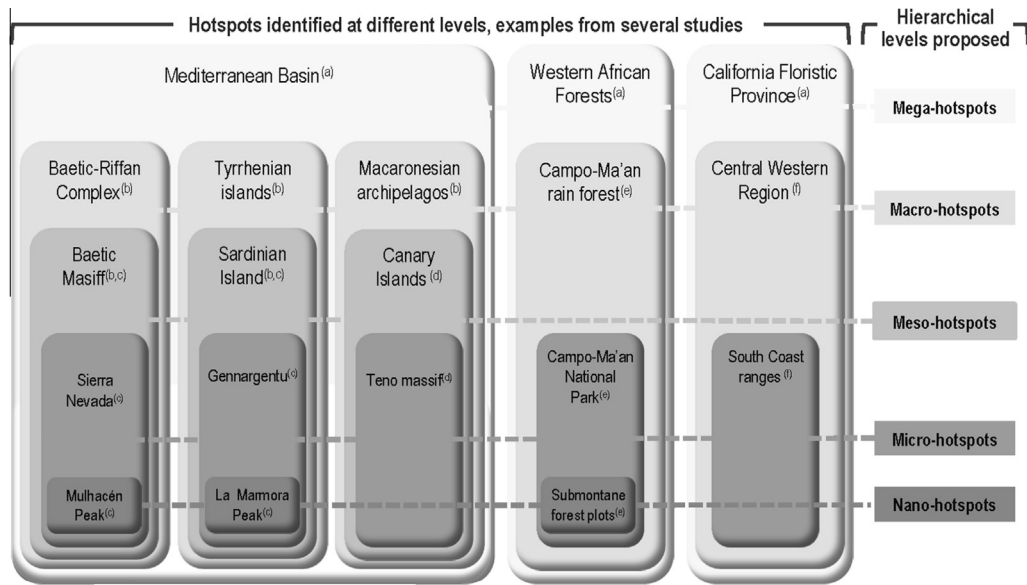 Hotspots identified at different levels, examples from several studies
Hierarchical
levels proposed
Mediterranean Basin(a)
Western African
Forests(a)
California Floristic
Province(a)
Mega-hotspots
Baetic-Riffan
Complex(b)
Tyrrhenian
islands(b)
Macaronesian
archipelagos(b)
Campo-Ma'an
rain forest(e)
Central Western
Region (f)
Macro-hotspots
Baetic
Masiff(b,c)
Sardinian
Island(b,c)
Canary
Islands (d)
Meso-hotspots
Sierra
Nevada(c)
Gennargentu(c)
Teno massif(d)
Campo-Ma'an
National
Park(e)
South Coast
ranges (f)
Micro-hotspots
Mulhacén
Peak(c)
La Marmora
Peak(c)
Submontane
forest plots(e)
Nano-hotspots